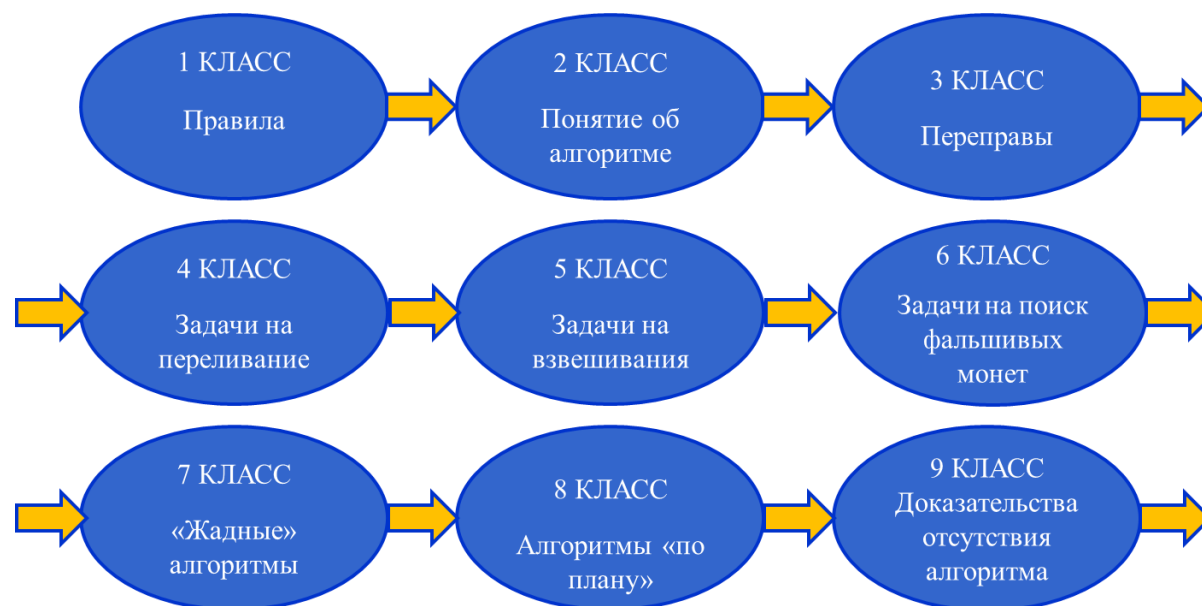 1 КЛАСС
Правила
2 КЛАСС
Понятие об
алгоритме
3 КЛАСС
Переправы
4 КЛАСС
Задачи на
переливание
5 КЛАСС
Задачи на
взвешивания
6 КЛАСС
Задачи на поиск
фальшивых
монет
7 КЛАСС
«Жадные»
алгоритмы
8 КЛАСС
Алгоритмы «по
плану»
9 КЛАСС
Доказательства
отсутствия
алгоритма